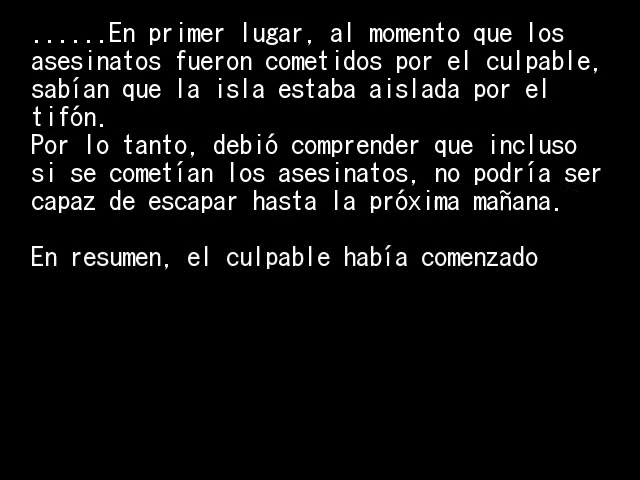 ......En primer lugar, al momento que los
asesinatos fueron cometidos por el culpable,
sabían que la isla estaba aislada por el
tifón.
Por lo tanto, debió comprender que incluso
si se cometían los asesinatos, no podría ser
capaz de escapar hasta la próxima mañana.
En resumen, el culpable había comenzado